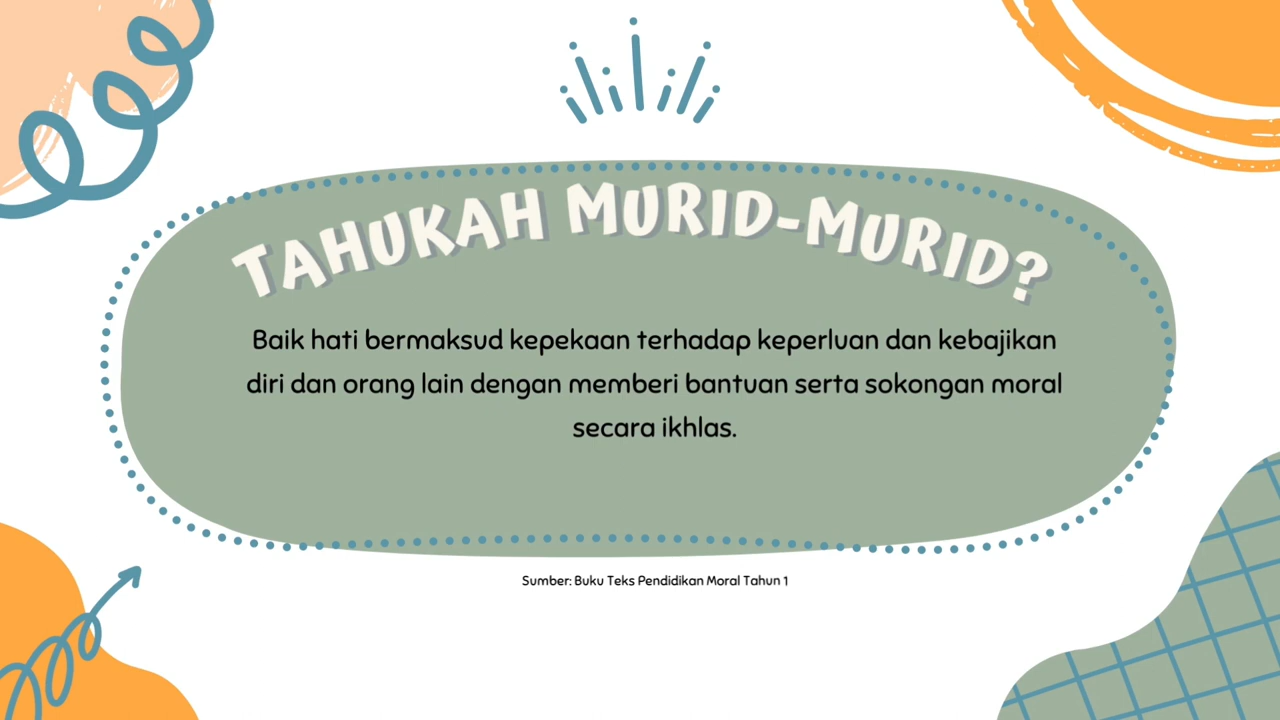 TAHUKAH MURID-MURID?
Baik hati bermaksud kepekaan terhadap keperluan dan kebajikan
diri dan orang lain dengan memberi bantuan serta sokongan moral
secara ikhlas.
Sumber: Buku Teks Pendidikan Moral Tahun 1